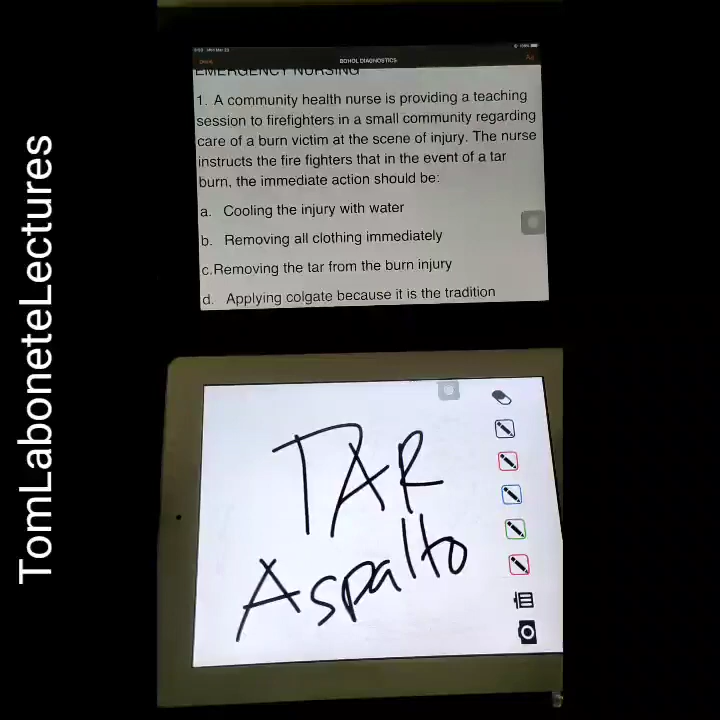 TomLaboneteLectures
BOHOL DIAGNOSTICS
EMERGENCY NURSING
1. A community health nurse is providing a teaching
session to firefighters in a small community regarding
care of a burn victim at the scene of injury. The nurse
instructs the fire fighters that in the event of a tar
burn, the immediate action should be:
a. Cooling the injury with water
b. Removing all clothing immediately
c.Removing the tar from the burn injury
d. Applying colgate because it is the tradition
TAR
Aspalto